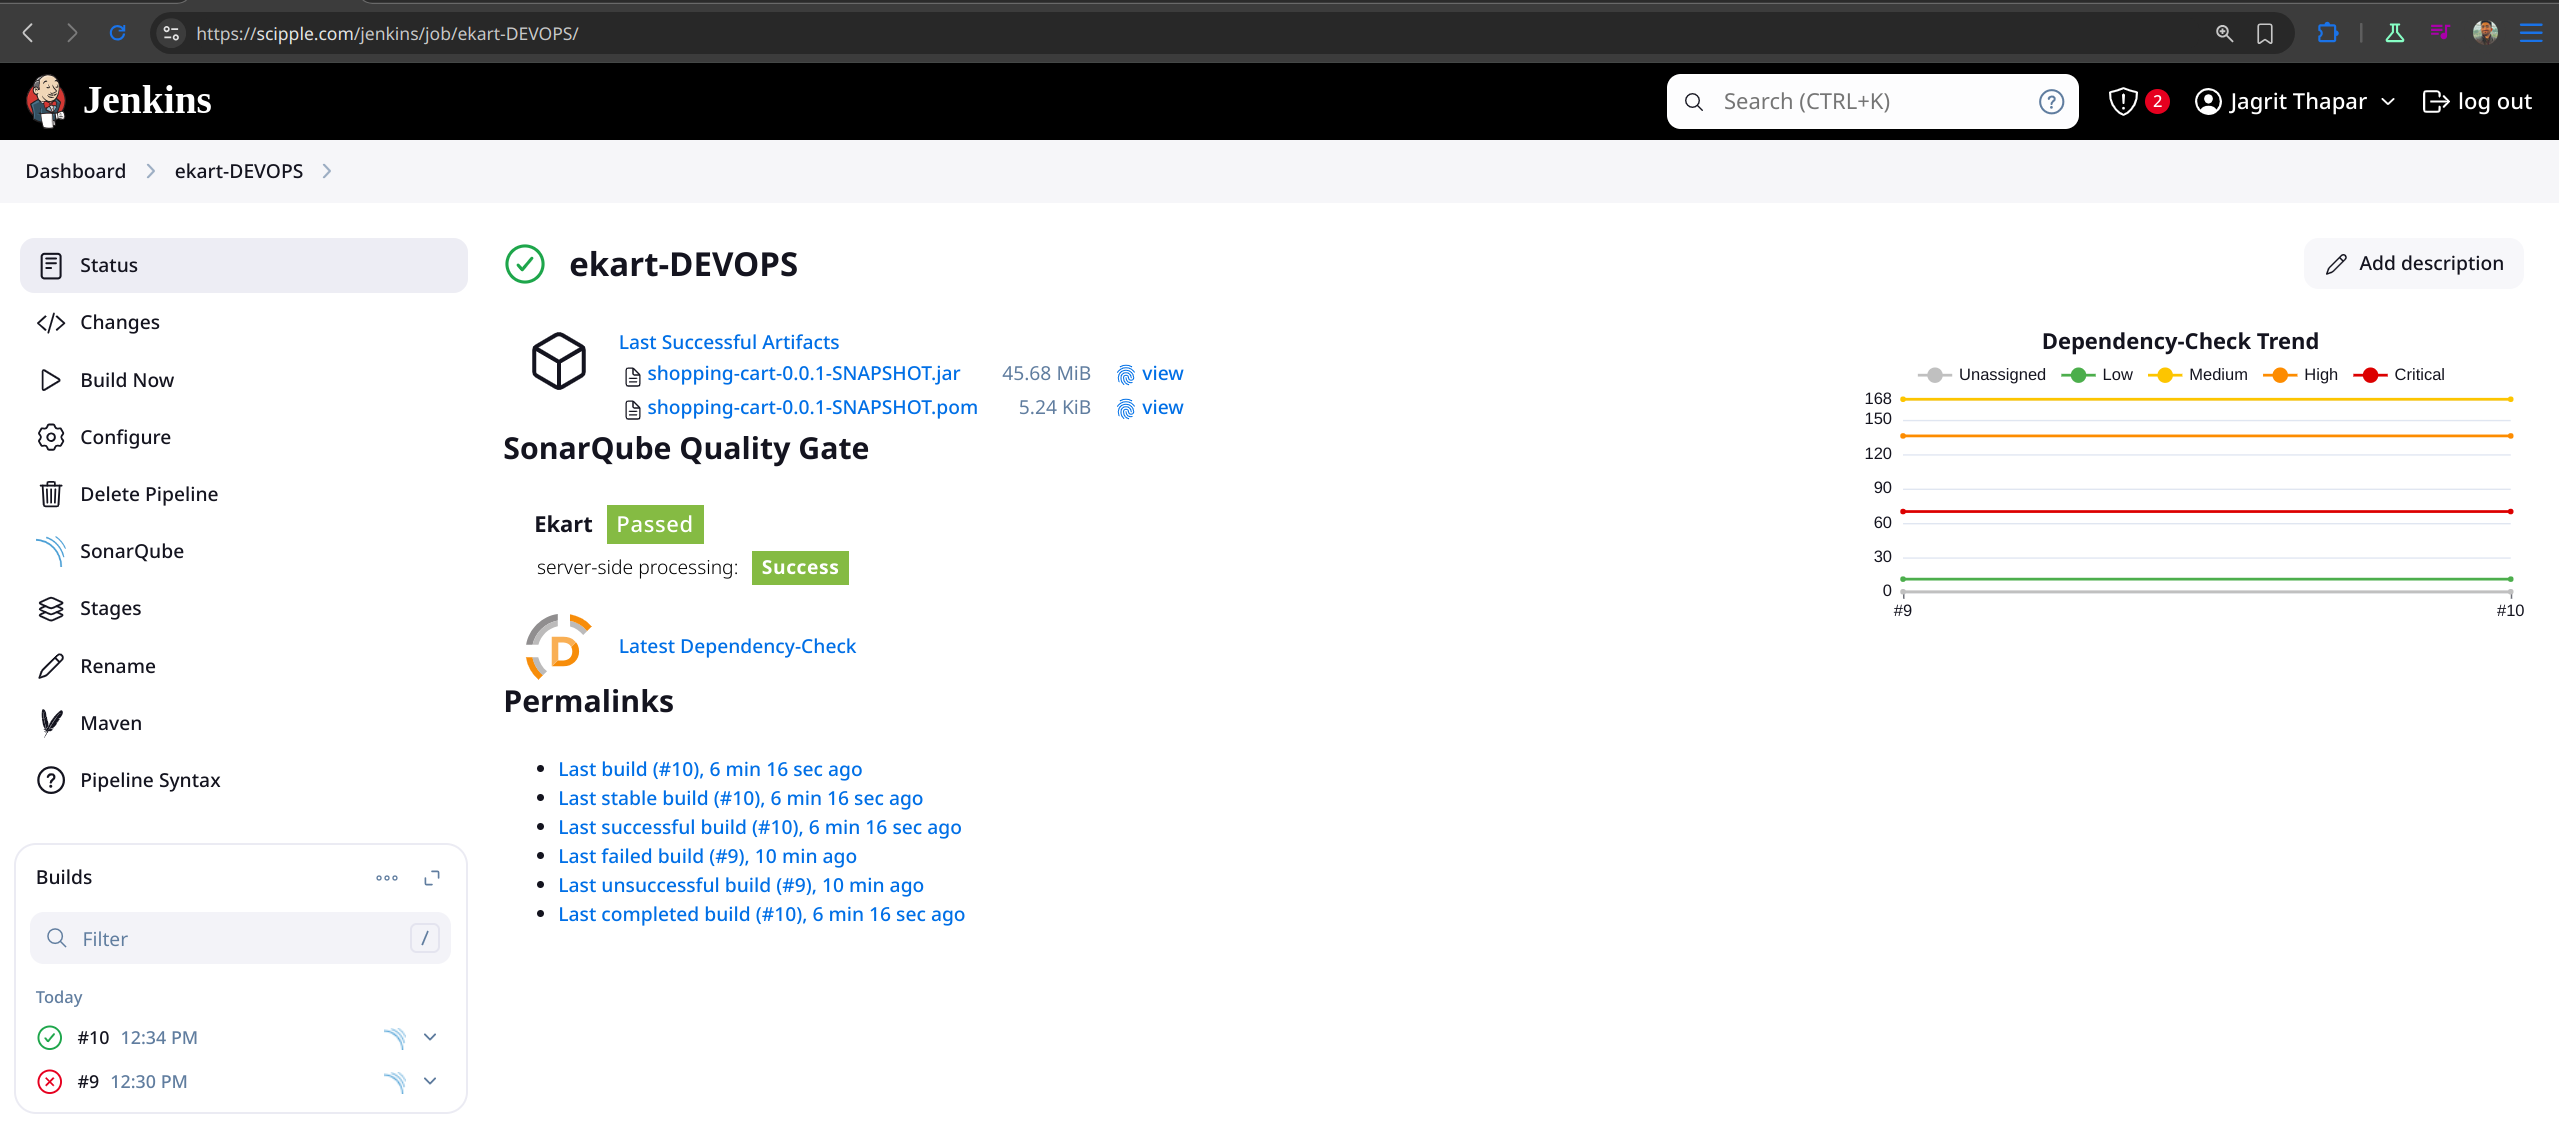 https://scipple.com/jenkins/job/ekart-DEVOPS/
Jenkins
Search (CTRL+K)
2
Jagrit Thapar
log out
Dashboard
ekart-DEVOPS
Status
Changes
Build Now
Configure
Delete Pipeline
SonarQube
Stages
Rename
Maven
Pipeline Syntax
Builds
Filter /
Today
#10 12:34 PM
#9 12:30 PM
ekart-DEVOPS
Add description
Last Successful Artifacts
shopping-cart-0.0.1-SNAPSHOT.jar 45.68 MiB view
shopping-cart-0.0.1-SNAPSHOT.pom 5.24 KiB view
SonarQube Quality Gate
Ekart Passed
server-side processing: Success
D
Latest Dependency-Check
Permalinks
Last build (#10), 6 min 16 sec ago
Last stable build (#10), 6 min 16 sec ago
Last successful build (#10), 6 min 16 sec ago
Last failed build (#9), 10 min ago
Last unsuccessful build (#9), 10 min ago
Last completed build (#10), 6 min 16 sec ago
Dependency-Check Trend
Unassigned Low Medium High Critical
168
150
120
90
60
30
0
#9 #10